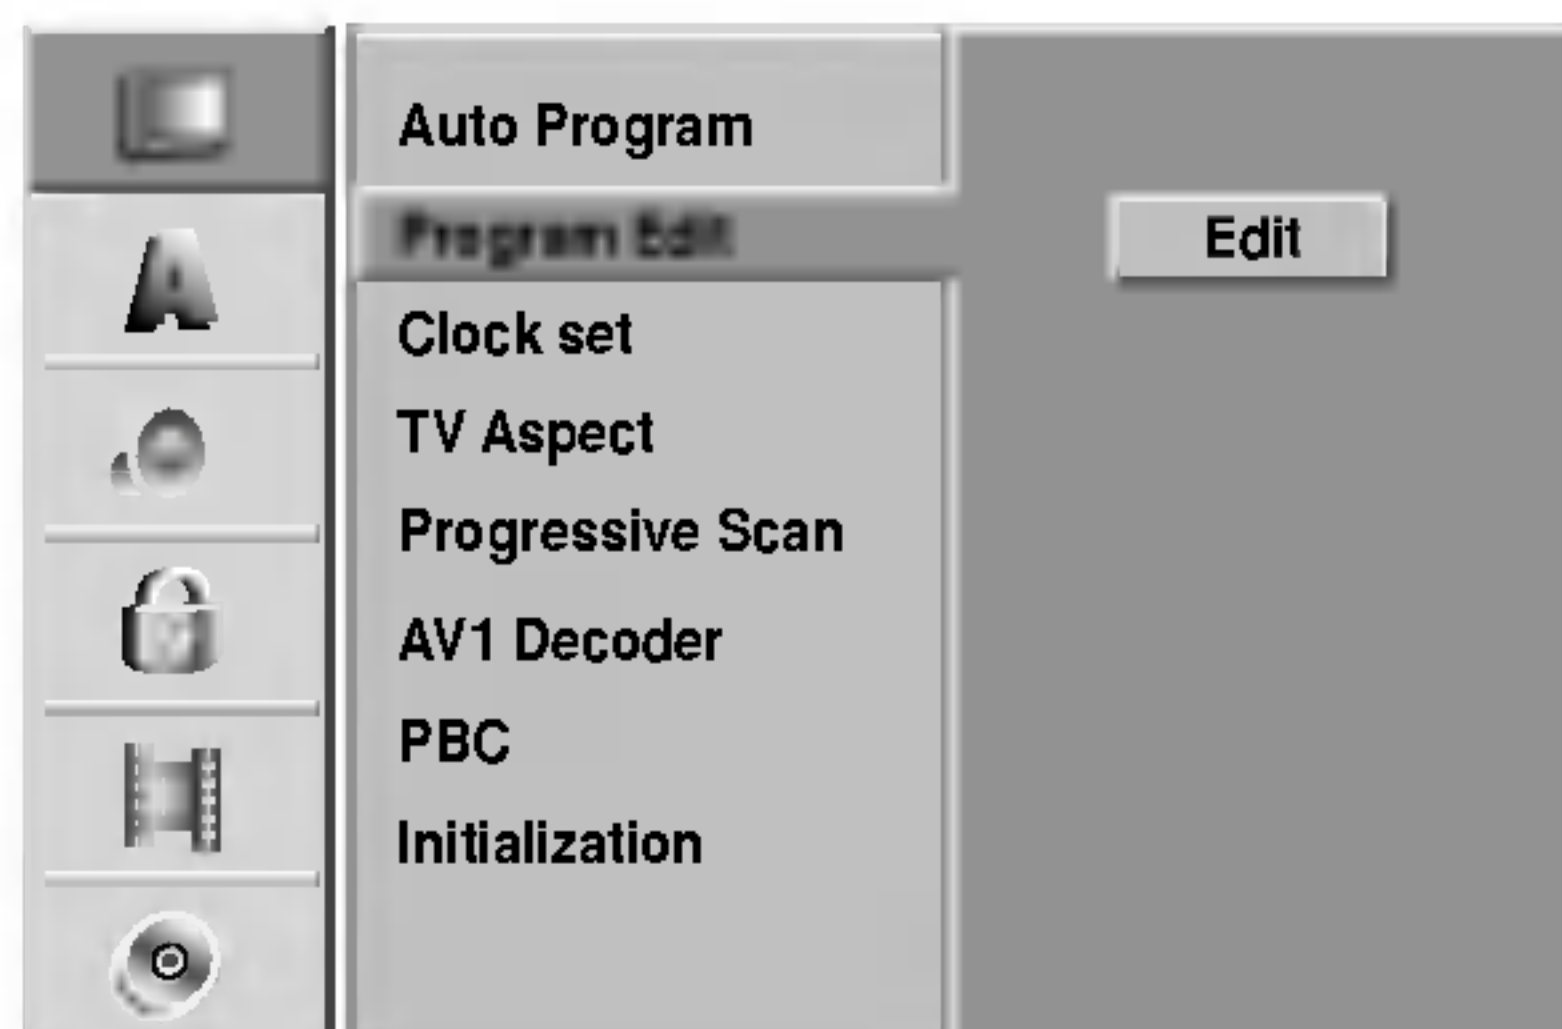 Auto Program
Program Edit
Edit
Clock set
TV Aspect
Progressive Scan
AV1 Decoder
PBC
Initialization